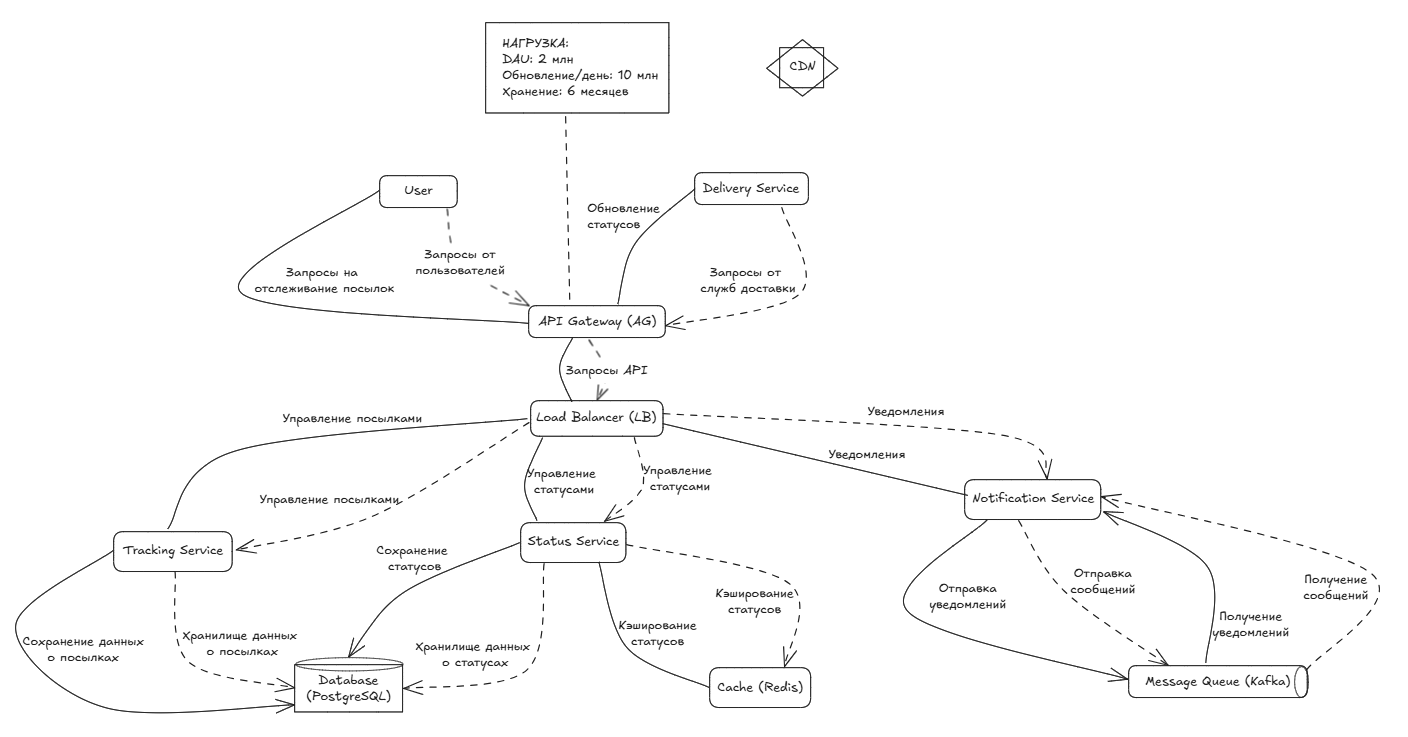 НАГРУЗКА:
DAU: 2 млн
Обновление/день: 10 млн
Хранение: 6 месяцев
CDN
User
Delivery Service
Обновление
статусов
Запросы от
пользователей
Запросы на
отслеживание посылок
Запросы от
служб доставки
API Gateway (AG)
Запросы API
Load Balancer (LB)
Управление посылками
Уведомления
Уведомления
Управление
статусами
Управление
статусами
Управление посылками
Notification Service
Tracking Service
Status Service
Сохранение
статусов
Кэширование
статусов
Отправка
уведомлений
Отправка
сообщений
Получение
сообщений
Получение
уведомлений
Сохранение данных
о посылках
Хранилище данных
о посылках
Хранилище данных
о статусах
Кэширование
статусов
Database
(PostgreSQL)
Cache (Redis)
Message Queue (Kafka)